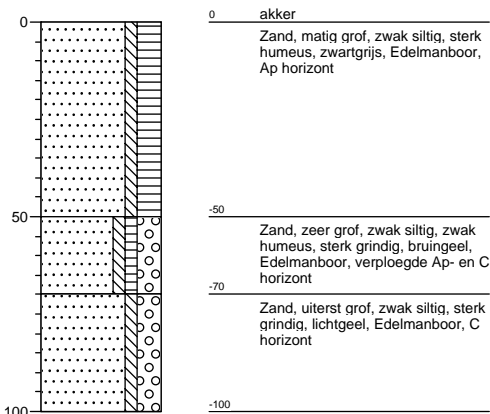 0
0 akker
Zand, matig grof, zwak siltig, sterk
humeus, zwartgrijs, Edelmanboor,
Ap horizont
50
-50
Zand, zeer grof, zwak siltig, zwak
humeus, sterk grindig, bruingeel,
Edelmanboor, verploegde Ap- en C
horizont
-70
Zand, uiterst grof, zwak siltig, sterk
grindig, lichtgeel, Edelmanboor, C
horizont
100
-100